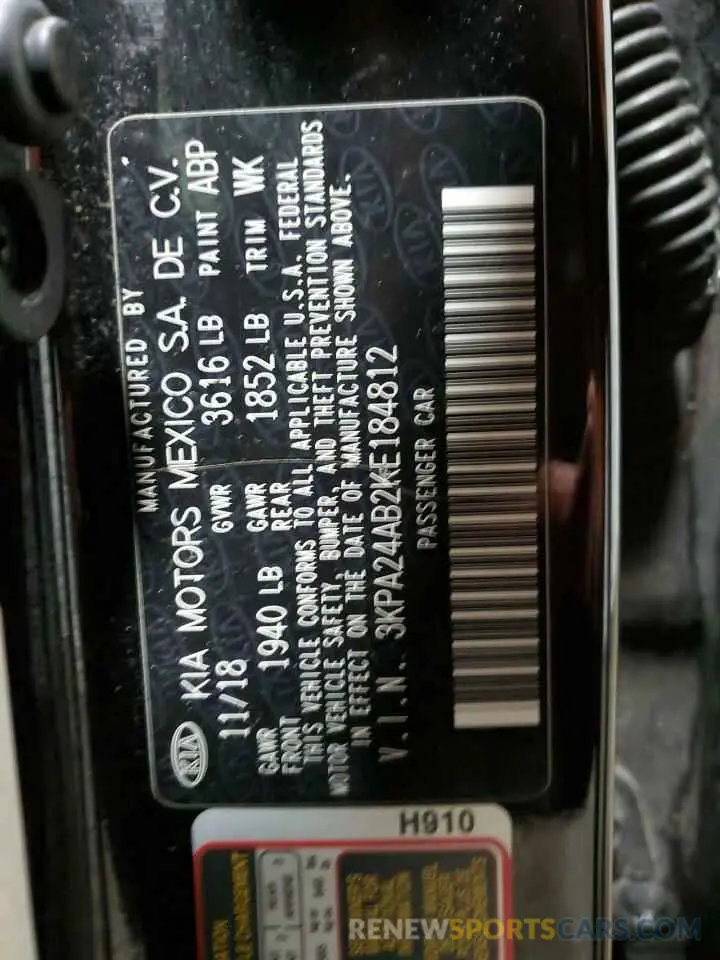 MANUFACTURED BY
KIA KIA MOTORS MEXICO S.A. DE C.V.
11/18 GVWR 3616 LB PAINT ABP
GAWR FRONT 1940 LB GAWR REAR 1852 LB TRIM WK
THIS VEHICLE CONFORMS TO ALL APPLICABLE U.S.A. FEDERAL
MOTOR VEHICLE SAFETY, BUMPER, AND THEFT PREVENTION STANDARDS
IN EFFECT ON THE DATE OF MANUFACTURE SHOWN ABOVE.
V.I.N. 3KPA24AB2KE184812
PASSENGER CAR
H910
RENEWSPORTSCARS.COM